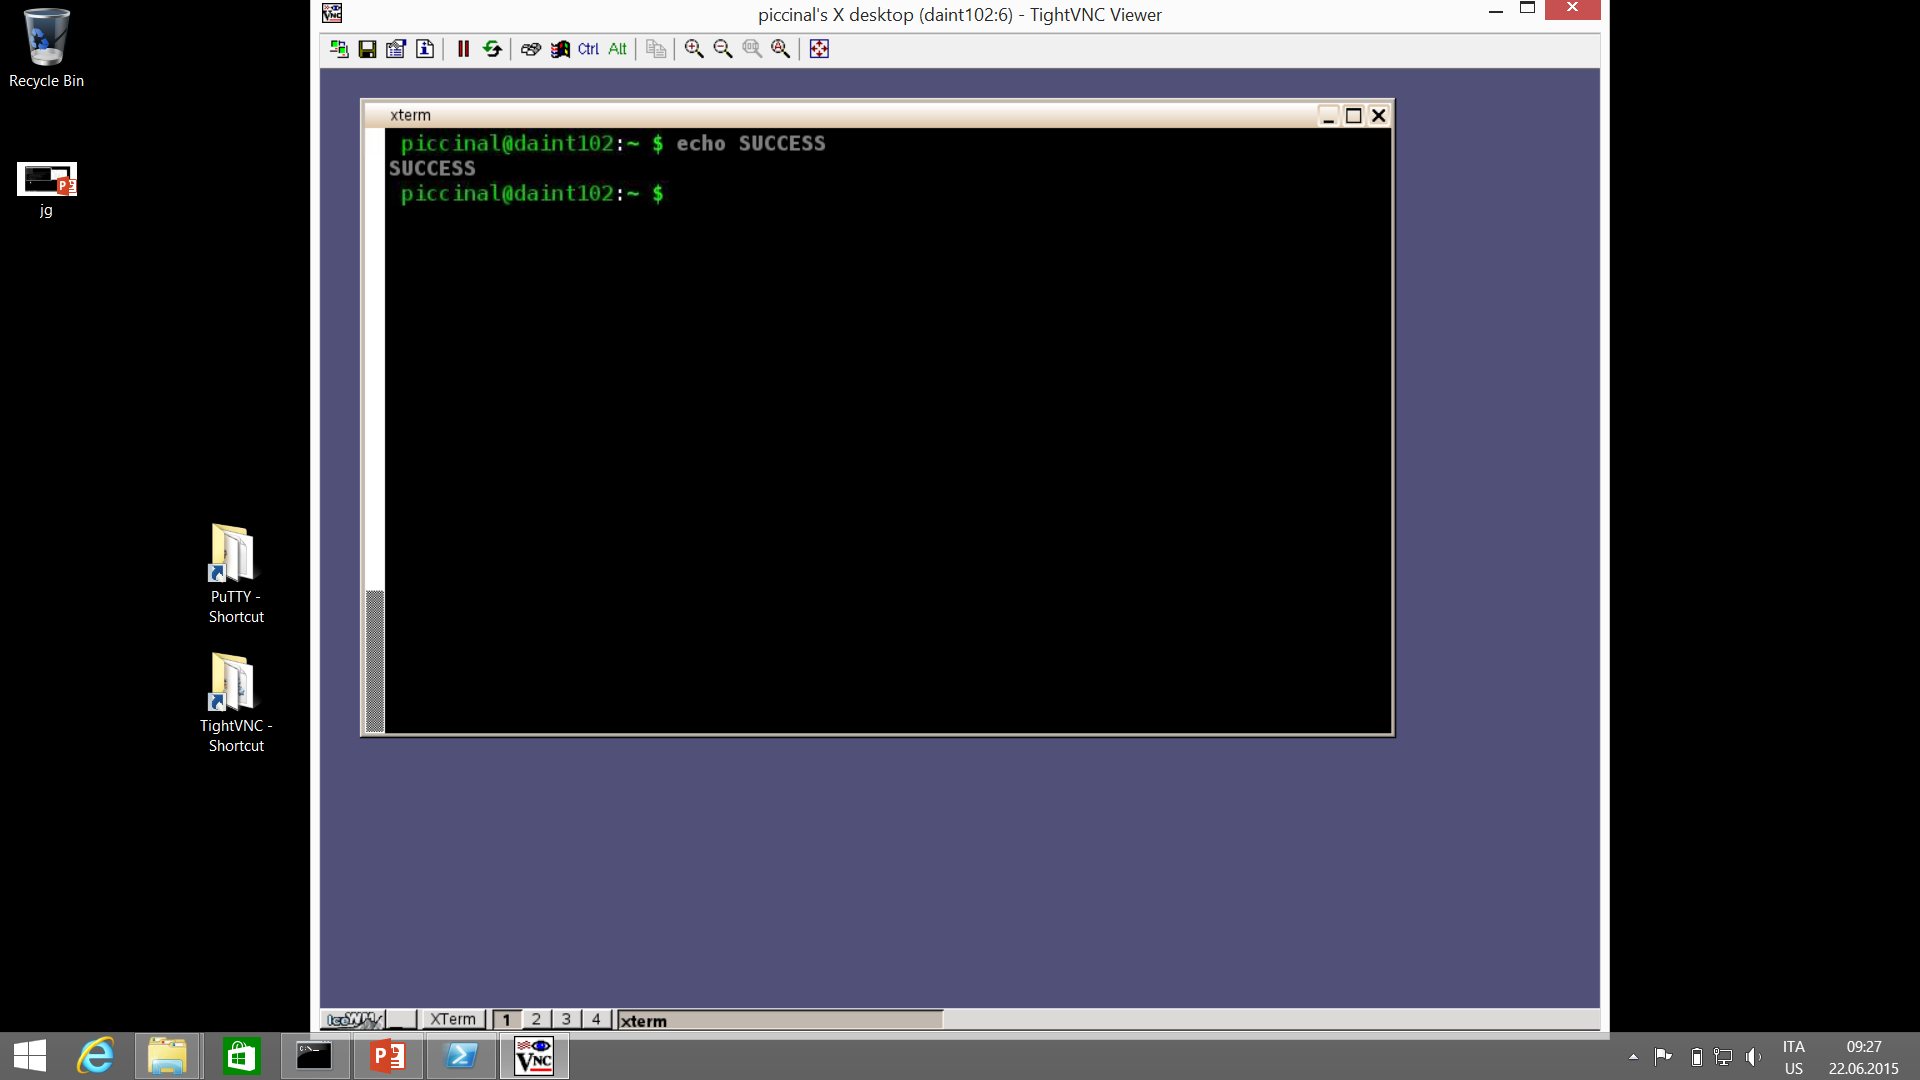 piccinal's X desktop (daint102:6) - TightVNC Viewer
Ctrl Alt
Recycle Bin
jg
xterm
piccinal@daint102:~ $ echo SUCCESS
SUCCESS
piccinal@daint102:~ $
PuTTY -
Shortcut
TightVNC -
Shortcut
IceWM XTerm 1 2 3 4 xterm
VNC
ITA
US
09:27
22.06.2015